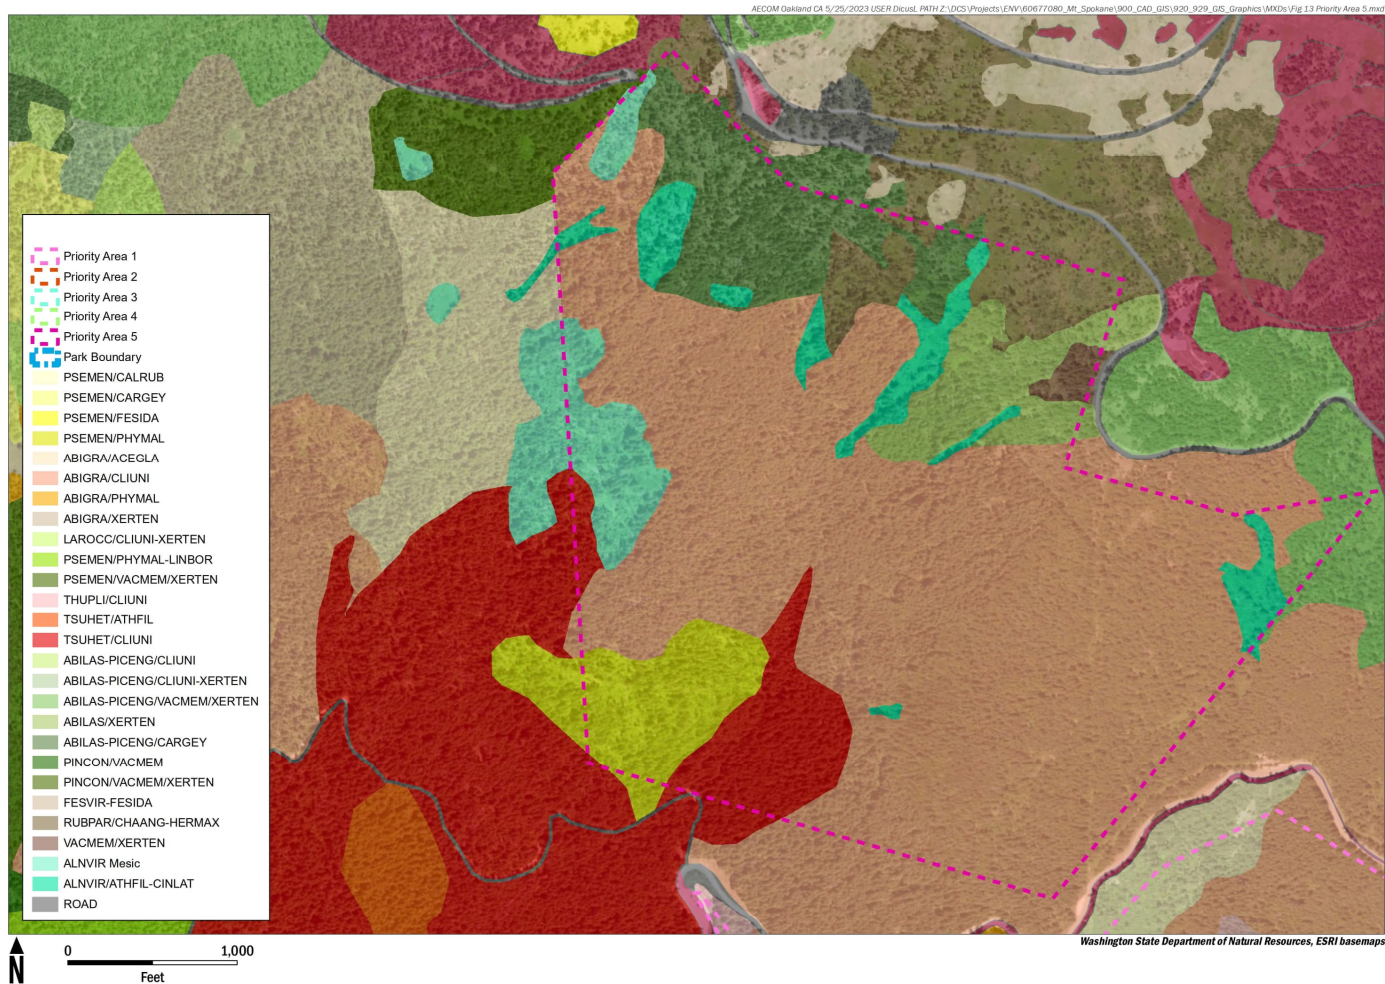 AECOM Oakland CA 5/25/2023 USER DicusL PATH Z:\DCS\Projects\ENV\60677080_Mt_Spokane\900_CAD_GIS\920_929_GIS_Graphics\MXDs\Fig 13 Priority Area 5.mxd
Priority Area 1
Priority Area 2
Priority Area 3
Priority Area 4
Priority Area 5
Park Boundary
PSEMEN/CALRUB
PSEMEN/CARGEY
PSEMEN/FESIDA
PSEMEN/PHYMAL
ABIGRA/ACEGLA
ABIGRA/CLIUNI
ABIGRA/PHYMAL
ABIGRA/XERTEN
LAROCC/CLIUNI-XERTEN
PSEMEN/PHYMAL-LINBOR
PSEMEN/VACMEM/XERTEN
THUPLI/CLIUNI
TSUHET/ATHFIL
TSUHET/CLIUNI
ABILAS-PICENG/CLIUNI
ABILAS-PICENG/CLIUNI-XERTEN
ABILAS-PICENG/VACMEM/XERTEN
ABILAS/XERTEN
ABILAS-PICENG/CARGEY
PINCON/VACMEM
PINCON/VACMEM/XERTEN
FESVIR-FESIDA
RUBPAR/CHAANG-HERMAX
VACMEM/XERTEN
ALNVIR Mesic
ALNVIR/ATHFIL-CINLAT
ROAD
Washington State Department of Natural Resources, ESRI basemaps
N
0 1,000
Feet